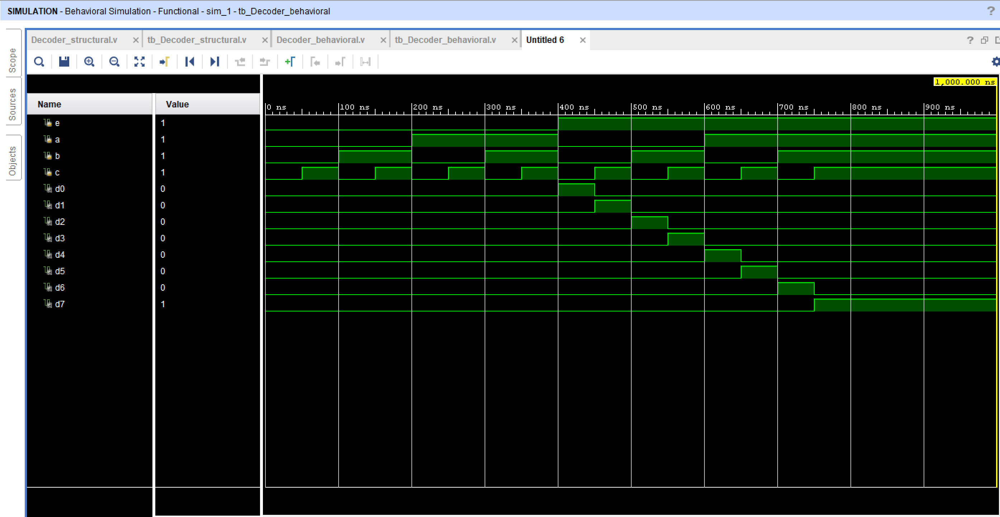 SIMULATION - Behavioral Simulation - Functional - sim_1 - tb_Decoder_behavioral ?
Scope
Sources
Objects
Decoder_structural.v × tb_Decoder_structural.v × Decoder_behavioral.v × tb_Decoder_behavioral.v × Untitled 6 × ?
1,000.000 ns
Name Value
0 ns 100 ns 200 ns 300 ns 400 ns 500 ns 600 ns 700 ns 800 ns 900 ns
e 1
a 1
b 1
c 1
d0 0
d1 0
d2 0
d3 0
d4 0
d5 0
d6 0
d7 1